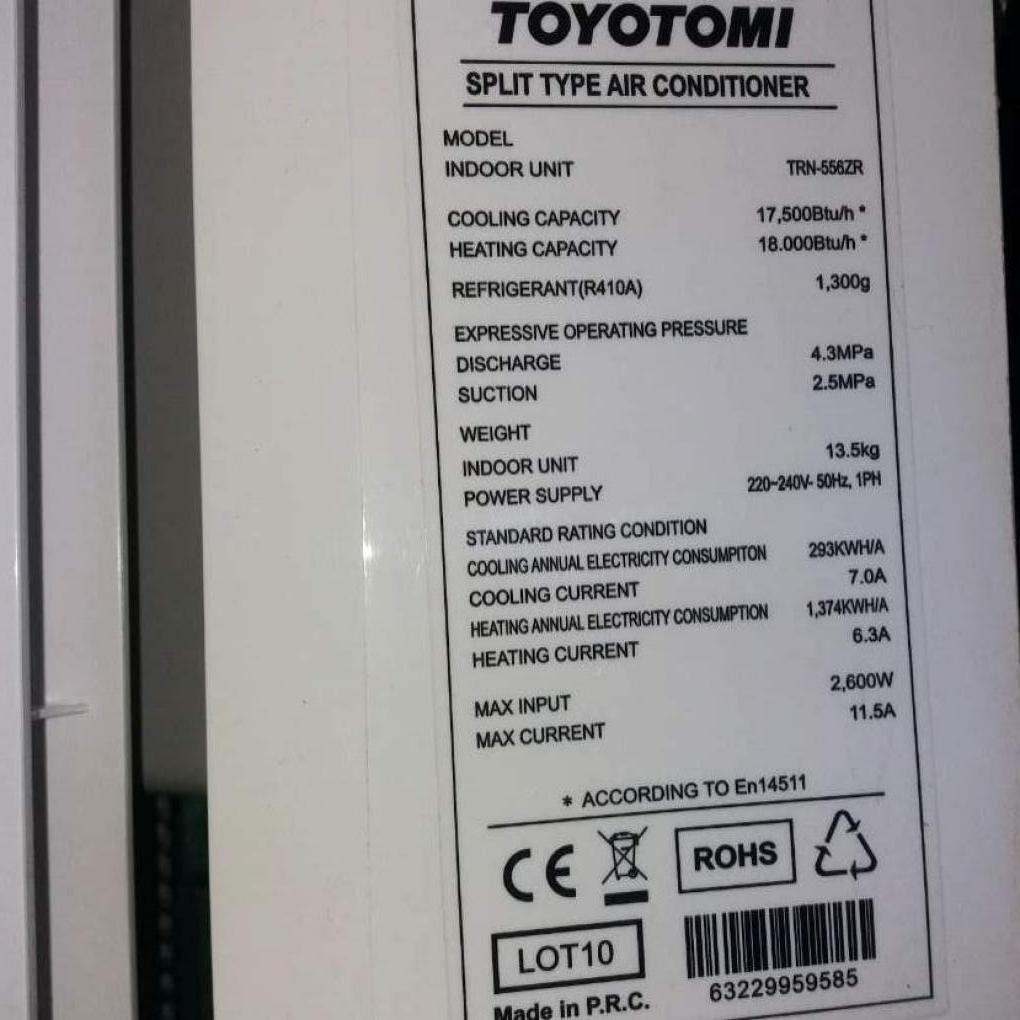 TOYOTOMI
SPLIT TYPE AIR CONDITIONER
MODEL
INDOOR UNIT TRN-556ZR
COOLING CAPACITY 17,500Btu/h *
HEATING CAPACITY 18.000Btu/h *
REFRIGERANT(R410A) 1,300g
EXPRESSIVE OPERATING PRESSURE
DISCHARGE 4.3MPa
SUCTION 2.5MPa
WEIGHT
INDOOR UNIT 13.5kg
POWER SUPPLY 220~240V- 50Hz, 1PH
STANDARD RATING CONDITION
COOLING ANNUAL ELECTRICITY CONSUMPITON 293KWH/A
COOLING CURRENT 7.0A
HEATING ANNUAL ELECTRICITY CONSUMPTION 1,374KWH/A
HEATING CURRENT 6.3A
MAX INPUT 2,600W
MAX CURRENT 11.5A
* ACCORDING TO En14511
CE ROHS
LOT10
63229959585
Made in P.R.C.